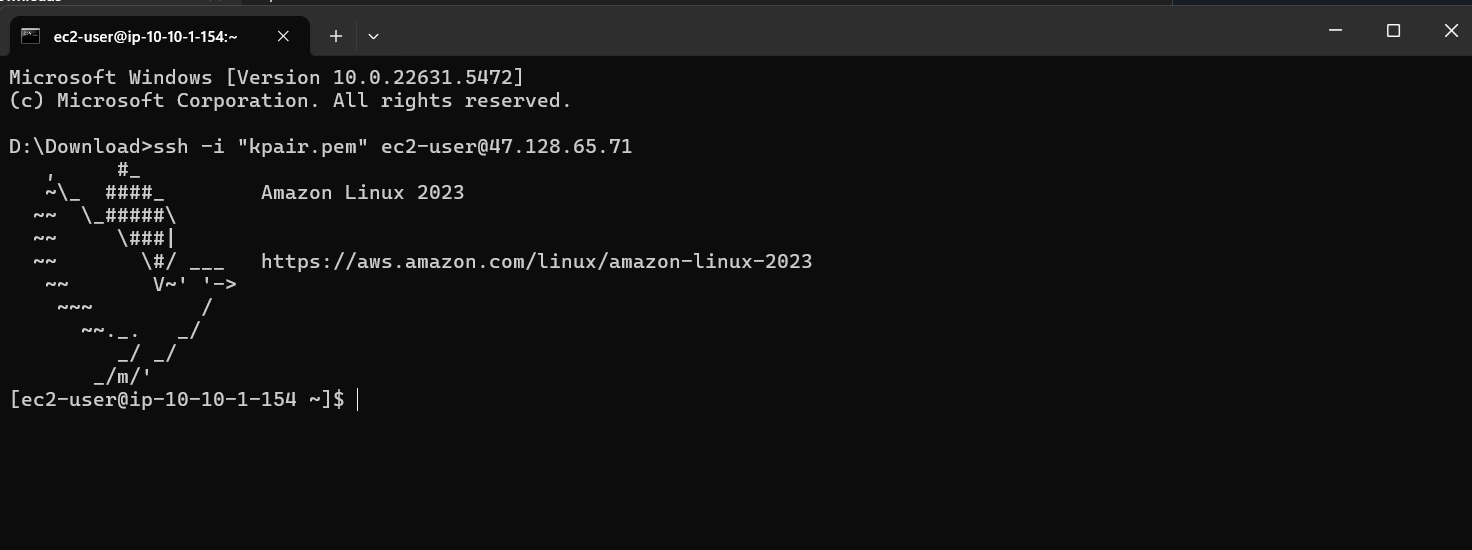 ec2-user@ip-10-10-1-154:~
Microsoft Windows [Version 10.0.22631.5472]
(c) Microsoft Corporation. All rights reserved.

D:\Download>ssh -i "kpair.pem" ec2-user@47.128.65.71
   ,     #_
   ~\_  ####_        Amazon Linux 2023
  ~~  \_#####\
  ~~     \###|
  ~~       \#/ ___   https://aws.amazon.com/linux/amazon-linux-2023
   ~~       V~' '->
    ~~~         /
      ~~._.   _/
         _/ _/
       _/m/'
[ec2-user@ip-10-10-1-154 ~]$